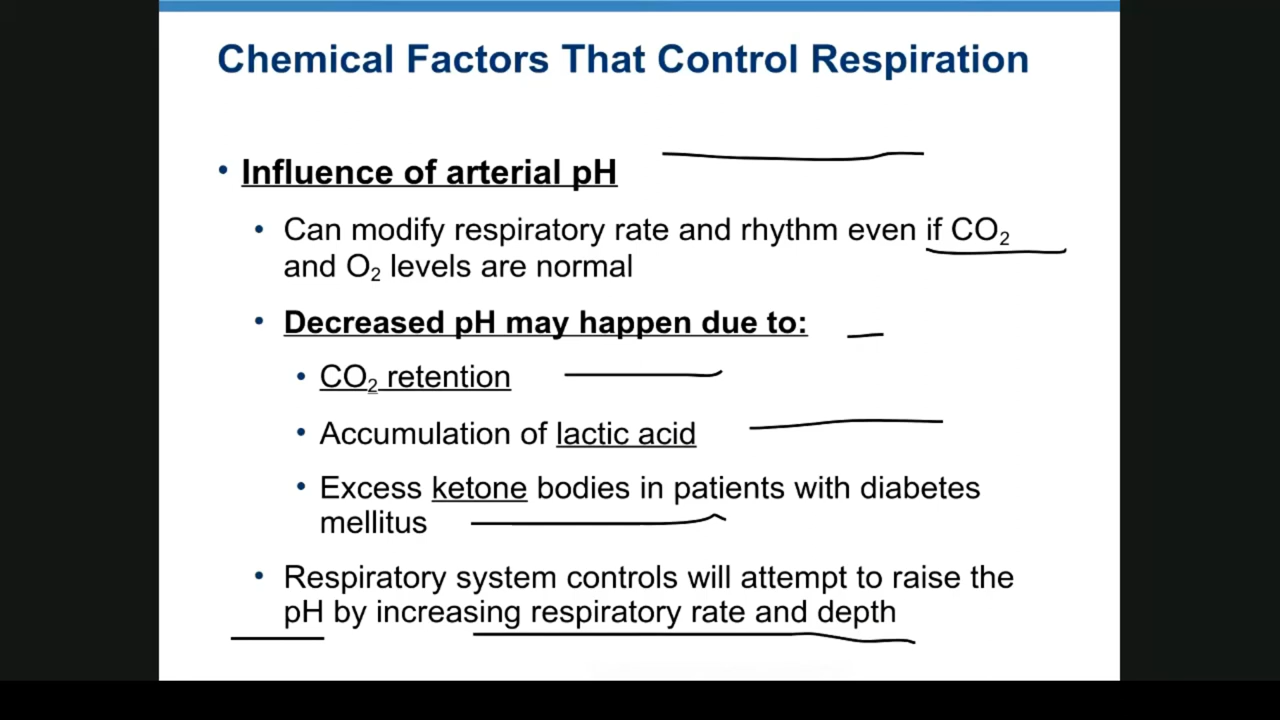 Chemical Factors That Control Respiration
• Influence of arterial pH
• Can modify respiratory rate and rhythm even if CO₂
and O₂ levels are normal
• Decreased pH may happen due to:
• CO₂ retention
• Accumulation of lactic acid
• Excess ketone bodies in patients with diabetes
mellitus
• Respiratory system controls will attempt to raise the
pH by increasing respiratory rate and depth